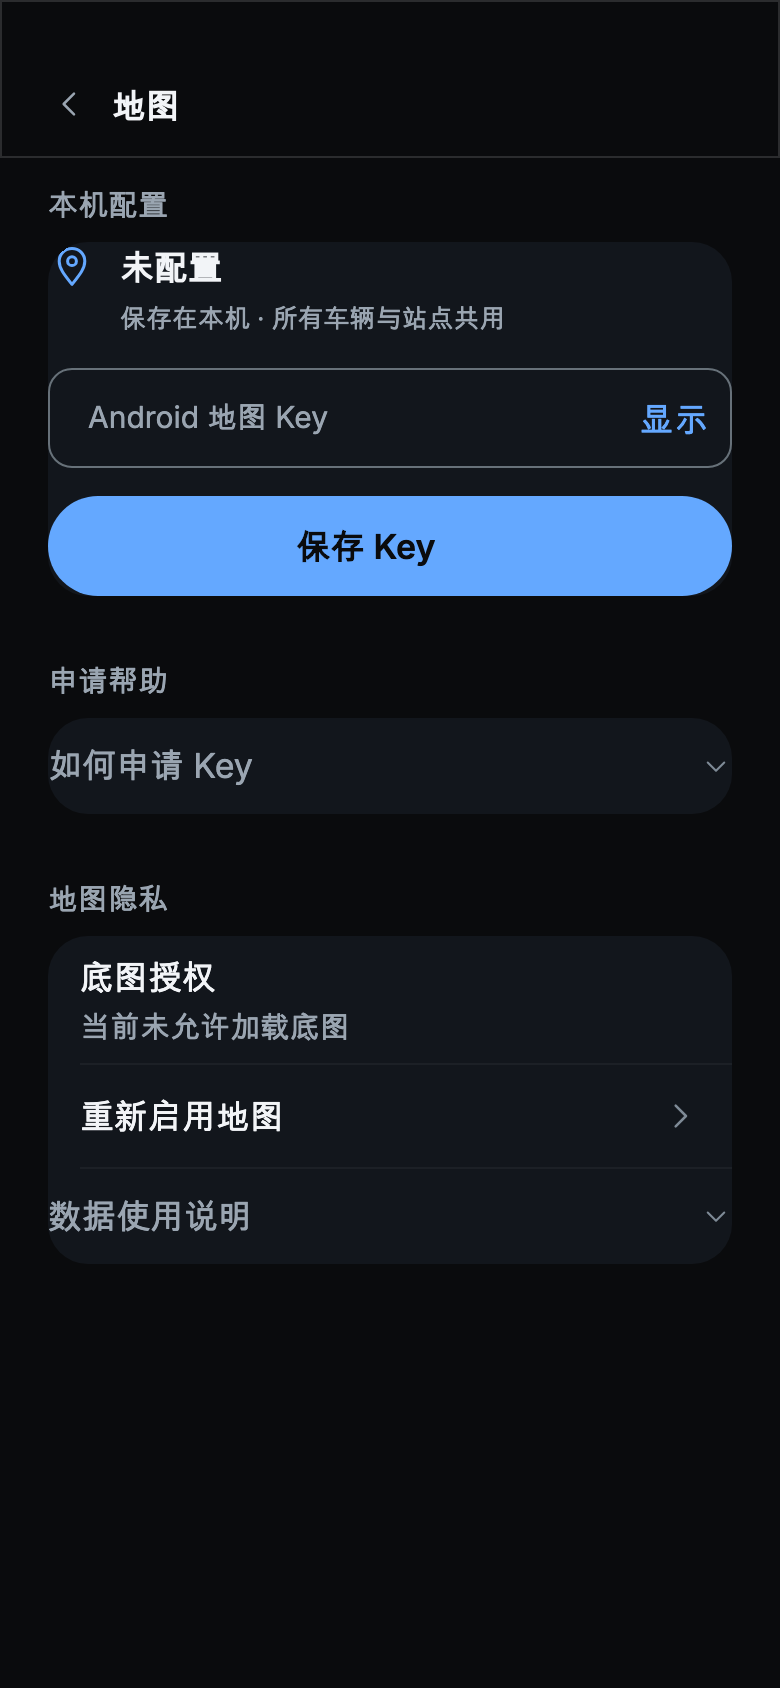 地图
本机配置
未配置
保存在本机 · 所有车辆与站点共用
Android 地图 Key
显示
保存 Key
申请帮助
如何申请 Key
地图隐私
底图授权
当前未允许加载底图
重新启用地图
数据使用说明